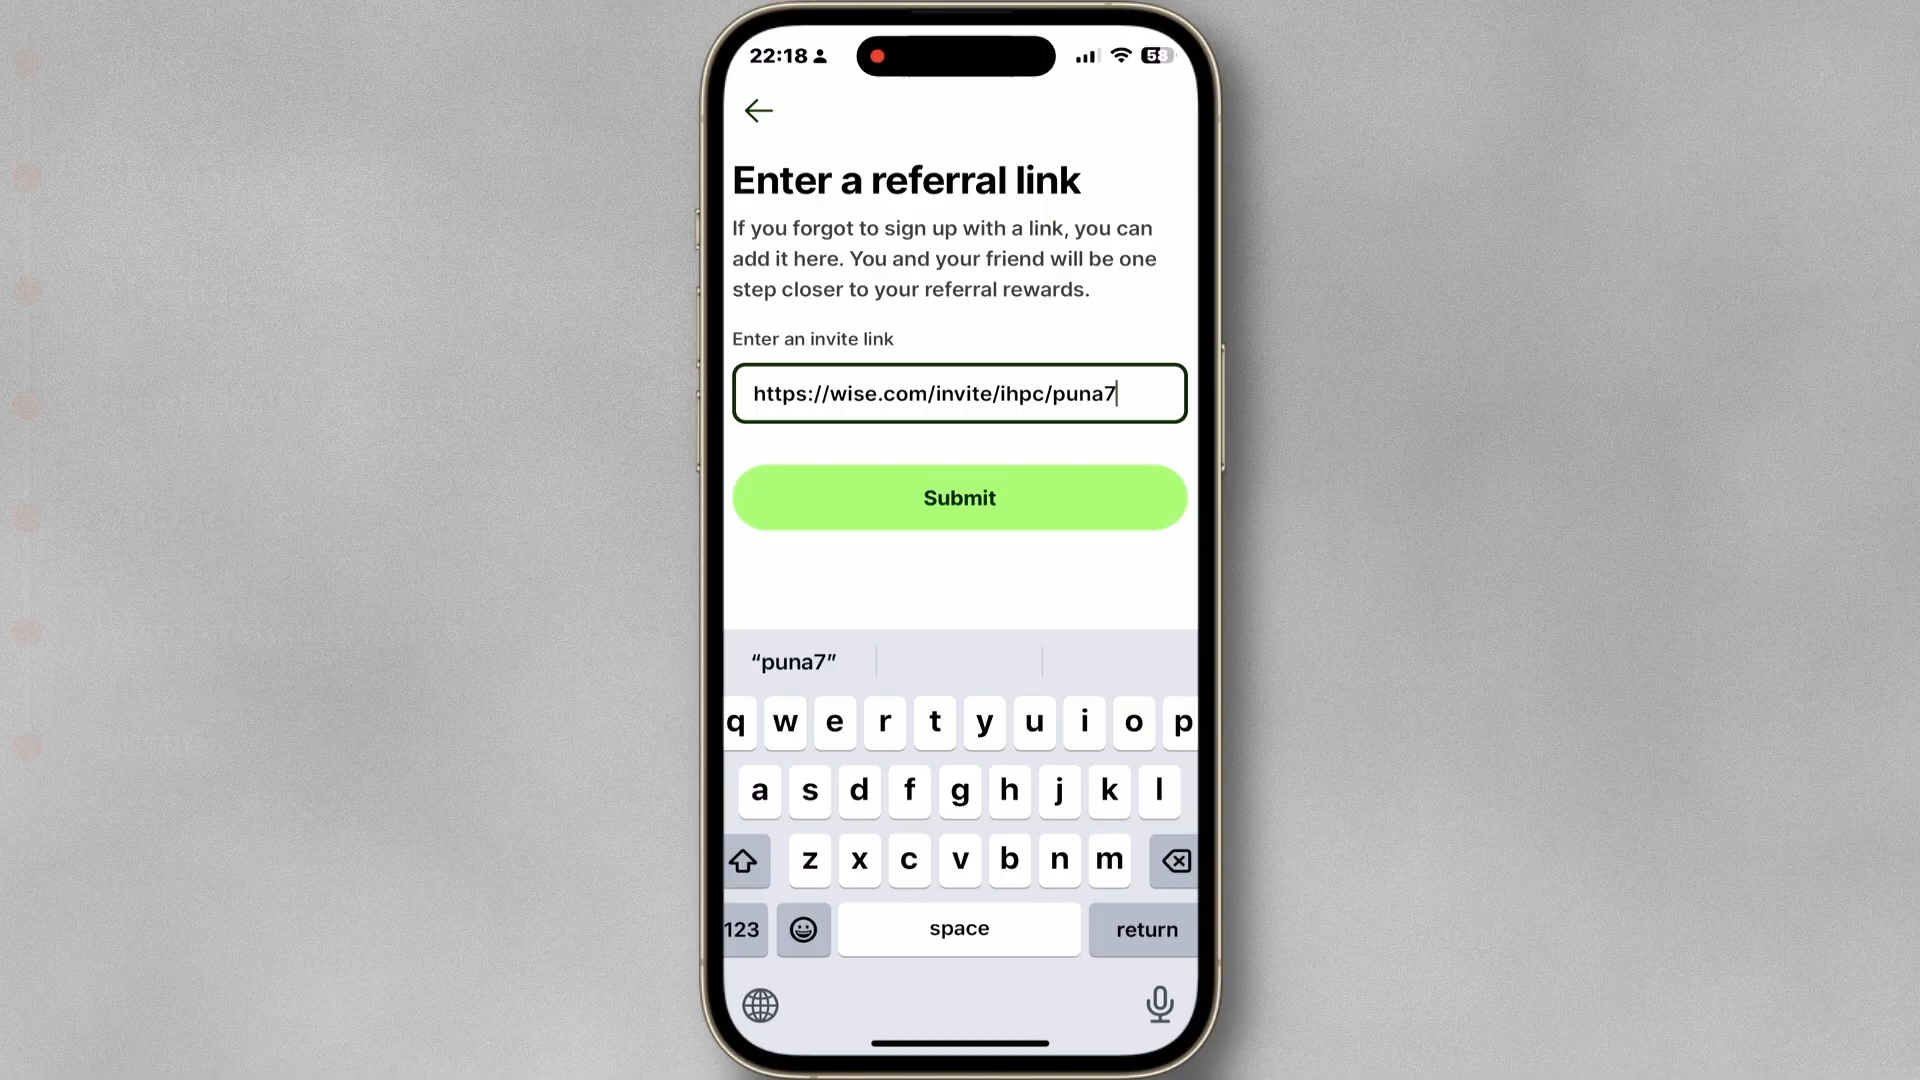 22:18
58
Enter a referral link
If you forgot to sign up with a link, you can
add it here. You and your friend will be one
step closer to your referral rewards.
Enter an invite link
https://wise.com/invite/ihpc/puna7
Submit
“puna7”
q w e r t y u i o p
a s d f g h j k l
z x c v b n m
123 space return